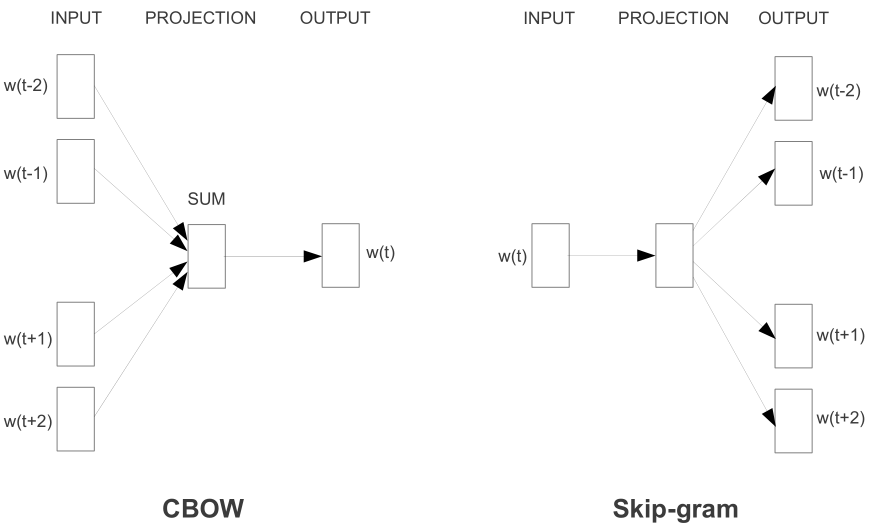 INPUT PROJECTION OUTPUT
w(t-2)
w(t-1)
SUM
w(t)
w(t+1)
w(t+2)
CBOW
INPUT PROJECTION OUTPUT
w(t-2)
w(t-1)
w(t)
w(t+1)
w(t+2)
Skip-gram